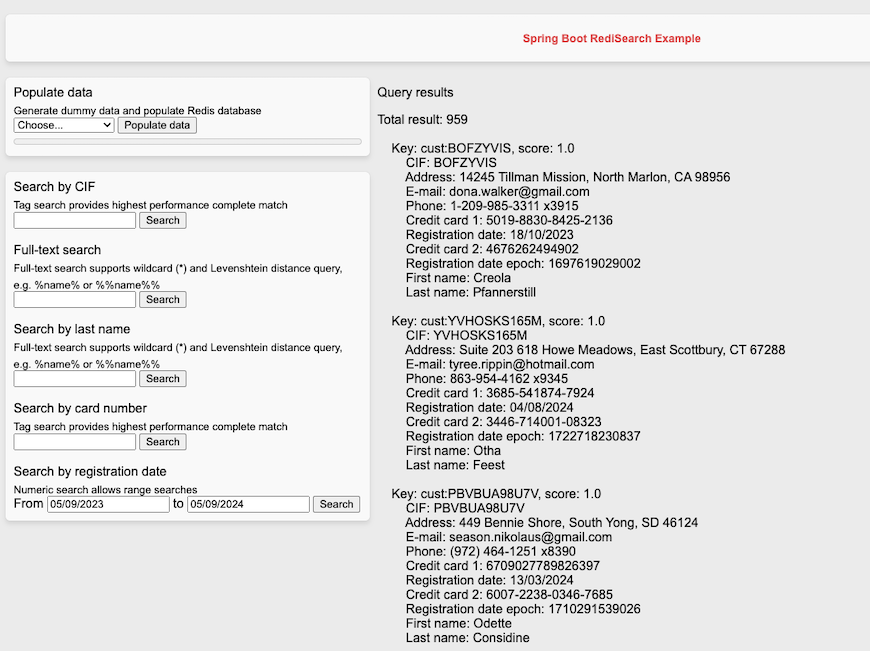 Spring Boot RediSearch Example
Populate data
Generate dummy data and populate Redis database
Choose... Populate data
Search by CIF
Tag search provides highest performance complete match
Search
Full-text search
Full-text search supports wildcard (*) and Levenshtein distance query,
e.g. %name% or %%name%%
Search
Search by last name
Full-text search supports wildcard (*) and Levenshtein distance query,
e.g. %name% or %%name%%
Search
Search by card number
Tag search provides highest performance complete match
Search
Search by registration date
Numeric search allows range searches
From 05/09/2023 to 05/09/2024 Search
Query results
Total result: 959
Key: cust:BOFZYVIS, score: 1.0
CIF: BOFZYVIS
Address: 14245 Tillman Mission, North Marlon, CA 98956
E-mail: dona.walker@gmail.com
Phone: 1-209-985-3311 x3915
Credit card 1: 5019-8830-8425-2136
Registration date: 18/10/2023
Credit card 2: 4676262494902
Registration date epoch: 1697619029002
First name: Creola
Last name: Pfannerstill
Key: cust:YVHOSKS165M, score: 1.0
CIF: YVHOSKS165M
Address: Suite 203 618 Howe Meadows, East Scottbury, CT 67288
E-mail: tyree.rippin@hotmail.com
Phone: 863-954-4162 x9345
Credit card 1: 3685-541874-7924
Registration date: 04/08/2024
Credit card 2: 3446-714001-08323
Registration date epoch: 1722718230837
First name: Otha
Last name: Feest
Key: cust:PBVBUA98U7V, score: 1.0
CIF: PBVBUA98U7V
Address: 449 Bennie Shore, South Yong, SD 46124
E-mail: season.nikolaus@gmail.com
Phone: (972) 464-1251 x8390
Credit card 1: 6709027789826397
Registration date: 13/03/2024
Credit card 2: 6007-2238-0346-7685
Registration date epoch: 1710291539026
First name: Odette
Last name: Considine